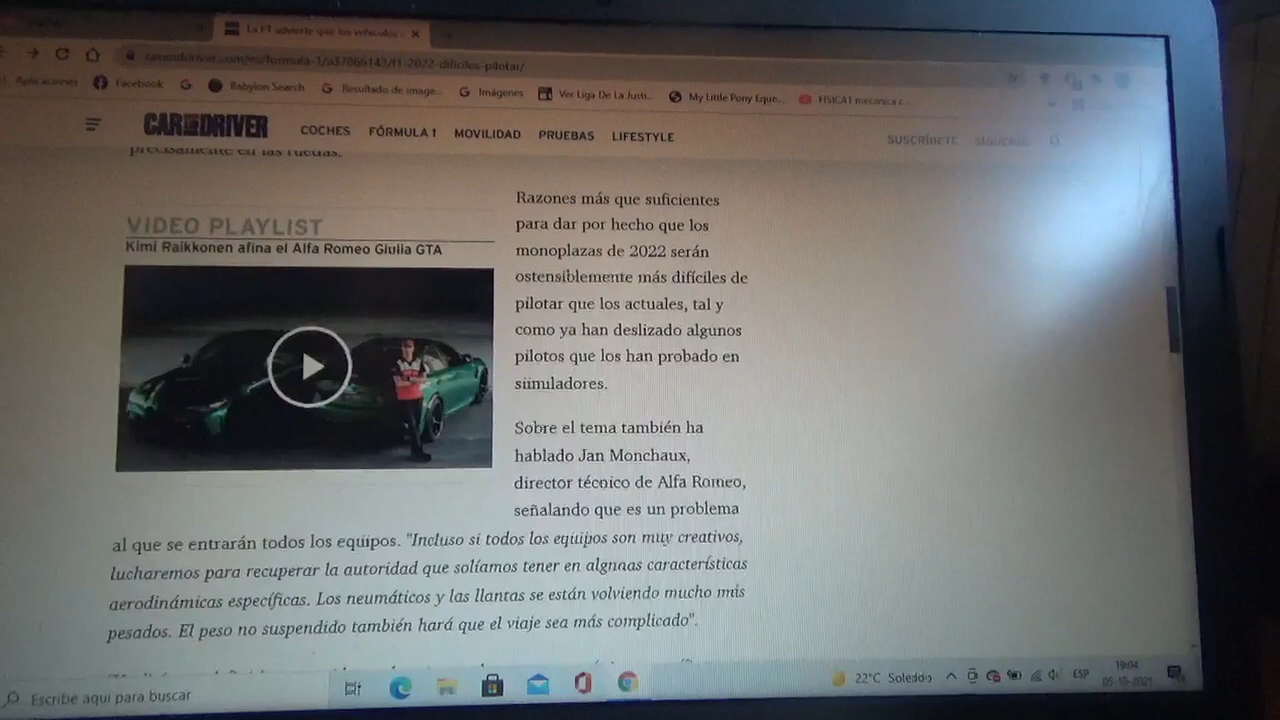 La F1 advierte que los vehículos
caranddriver.com/es/formula-1/a37866143/f1-2022-dificiles-pilotar/
Aplicaciones Facebook G Babylon Search Resultado de image... Imágenes Ver Liga De La Justi... My Little Pony Eque... FISICA1 mecanica c...
CAR AND DRIVER COCHES FÓRMULA 1 MOVILIDAD PRUEBAS LIFESTYLE SUSCRÍBETE SÍGUENOS
precisamente en las ruedas.
VIDEO PLAYLIST
Kimi Raikkonen afina el Alfa Romeo Giulia GTA
Razones más que suficientes
para dar por hecho que los
monoplazas de 2022 serán
ostensiblemente más difíciles de
pilotar que los actuales, tal y
como ya han deslizado algunos
pilotos que los han probado en
siimuladores.
Sobre el tema también ha
hablado Jan Monchaux,
director técnico de Alfa Romeo,
señalando que es un problema
al que se entrarán todos los equipos. "Incluso si todos los equipos son muy creativos,
lucharemos para recuperar la autoridad que solíamos tener en algunas características
aerodinámicas específicas. Los neumáticos y las llantas se están volviendo mucho más
pesados. El peso no suspendido también hará que el viaje sea más complicado".
Escribe aquí para buscar
22°C Soleado ESP 19:04
05-10-2021